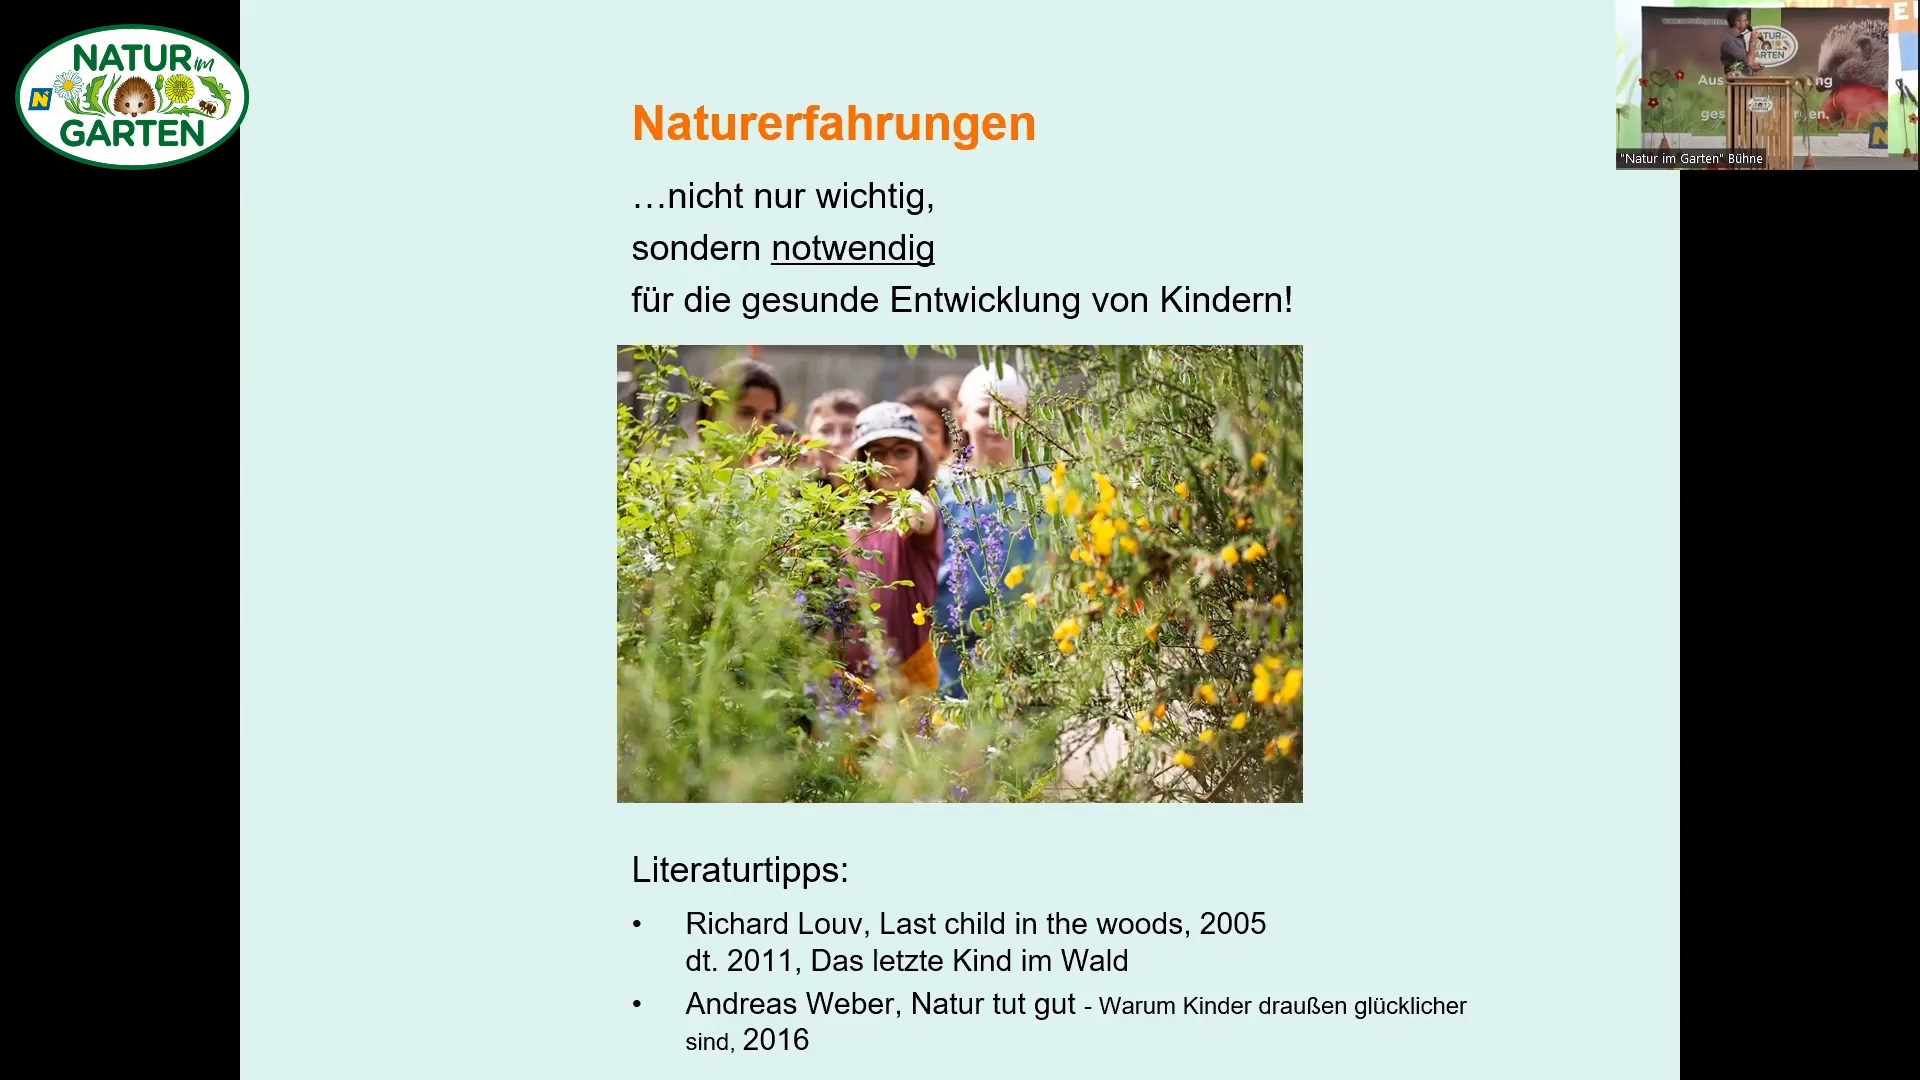 NATUR im
GARTEN
Naturerfahrungen
…nicht nur wichtig,
sondern notwendig
für die gesunde Entwicklung von Kindern!
Literaturtipps:
• Richard Louv, Last child in the woods, 2005
dt. 2011, Das letzte Kind im Wald
• Andreas Weber, Natur tut gut - Warum Kinder draußen glücklicher
sind, 2016
"Natur im Garten" Bühne